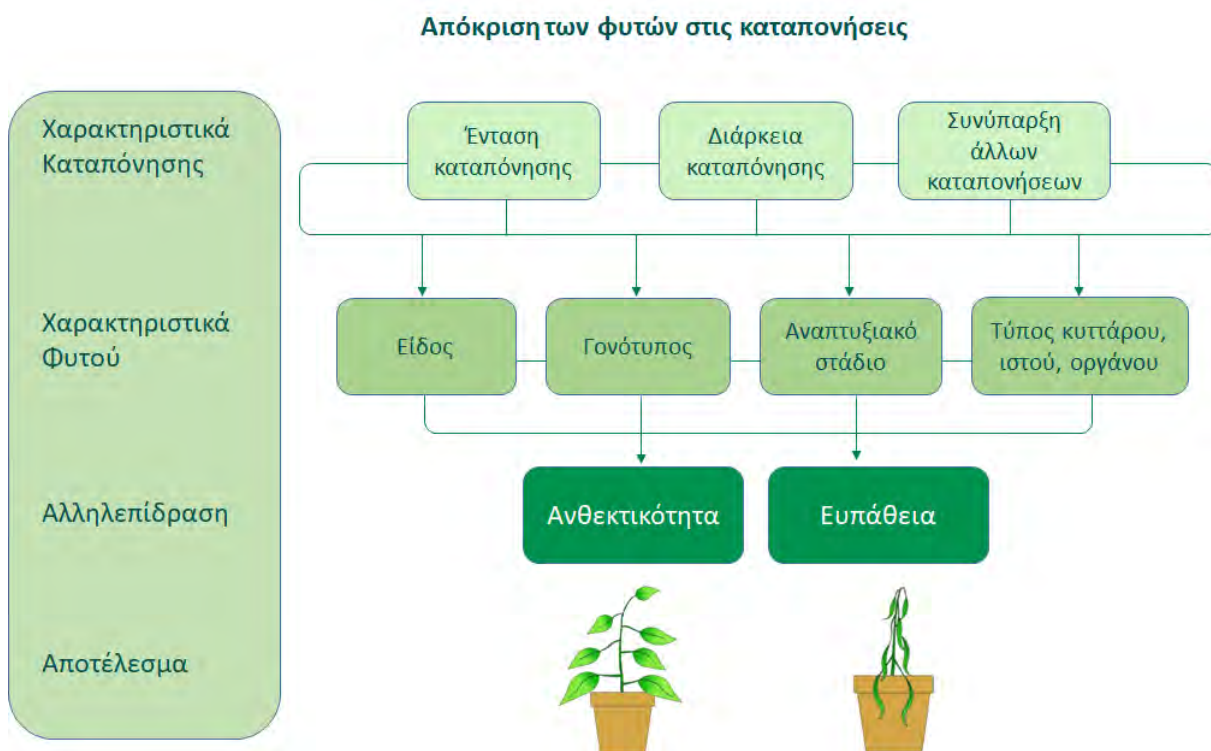 Απόκριση των φυτών στις καταπονήσεις
Χαρακτηριστικά
Καταπόνησης
Ένταση
καταπόνησης
Διάρκεια
καταπόνησης
Συνύπαρξη
άλλων
καταπονήσεων
Χαρακτηριστικά
Φυτού
Είδος
Γονότυπος
Αναπτυξιακό
στάδιο
Τύπος κυττάρου,
ιστού, οργάνου
Αλληλεπίδραση
Ανθεκτικότητα
Ευπάθεια
Αποτέλεσμα